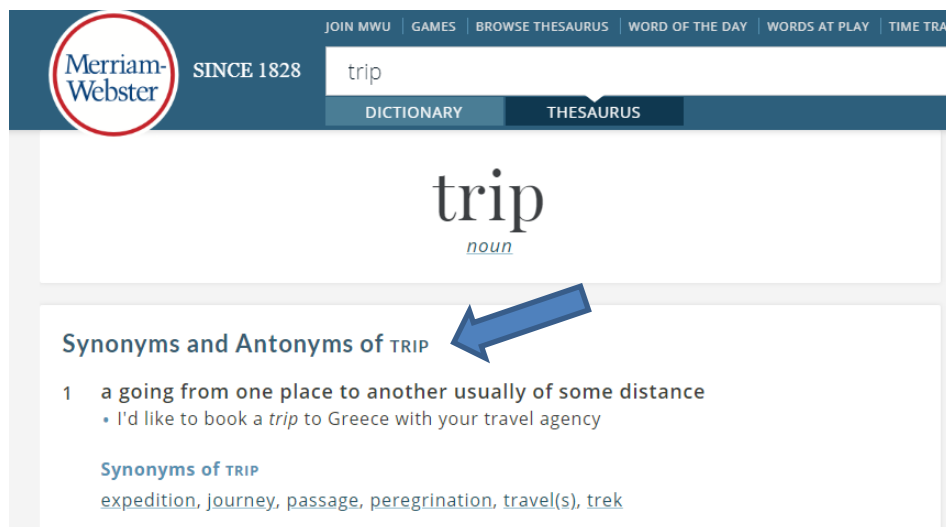 JOIN MWU GAMES BROWSE THESAURUS WORD OF THE DAY WORDS AT PLAY TIME TRA
Merriam-
Webster
SINCE 1828
trip
DICTIONARY THESAURUS
trip
noun
Synonyms and Antonyms of TRIP
1 a going from one place to another usually of some distance
• I'd like to book a trip to Greece with your travel agency
Synonyms of TRIP
expedition, journey, passage, peregrination, travel(s), trek